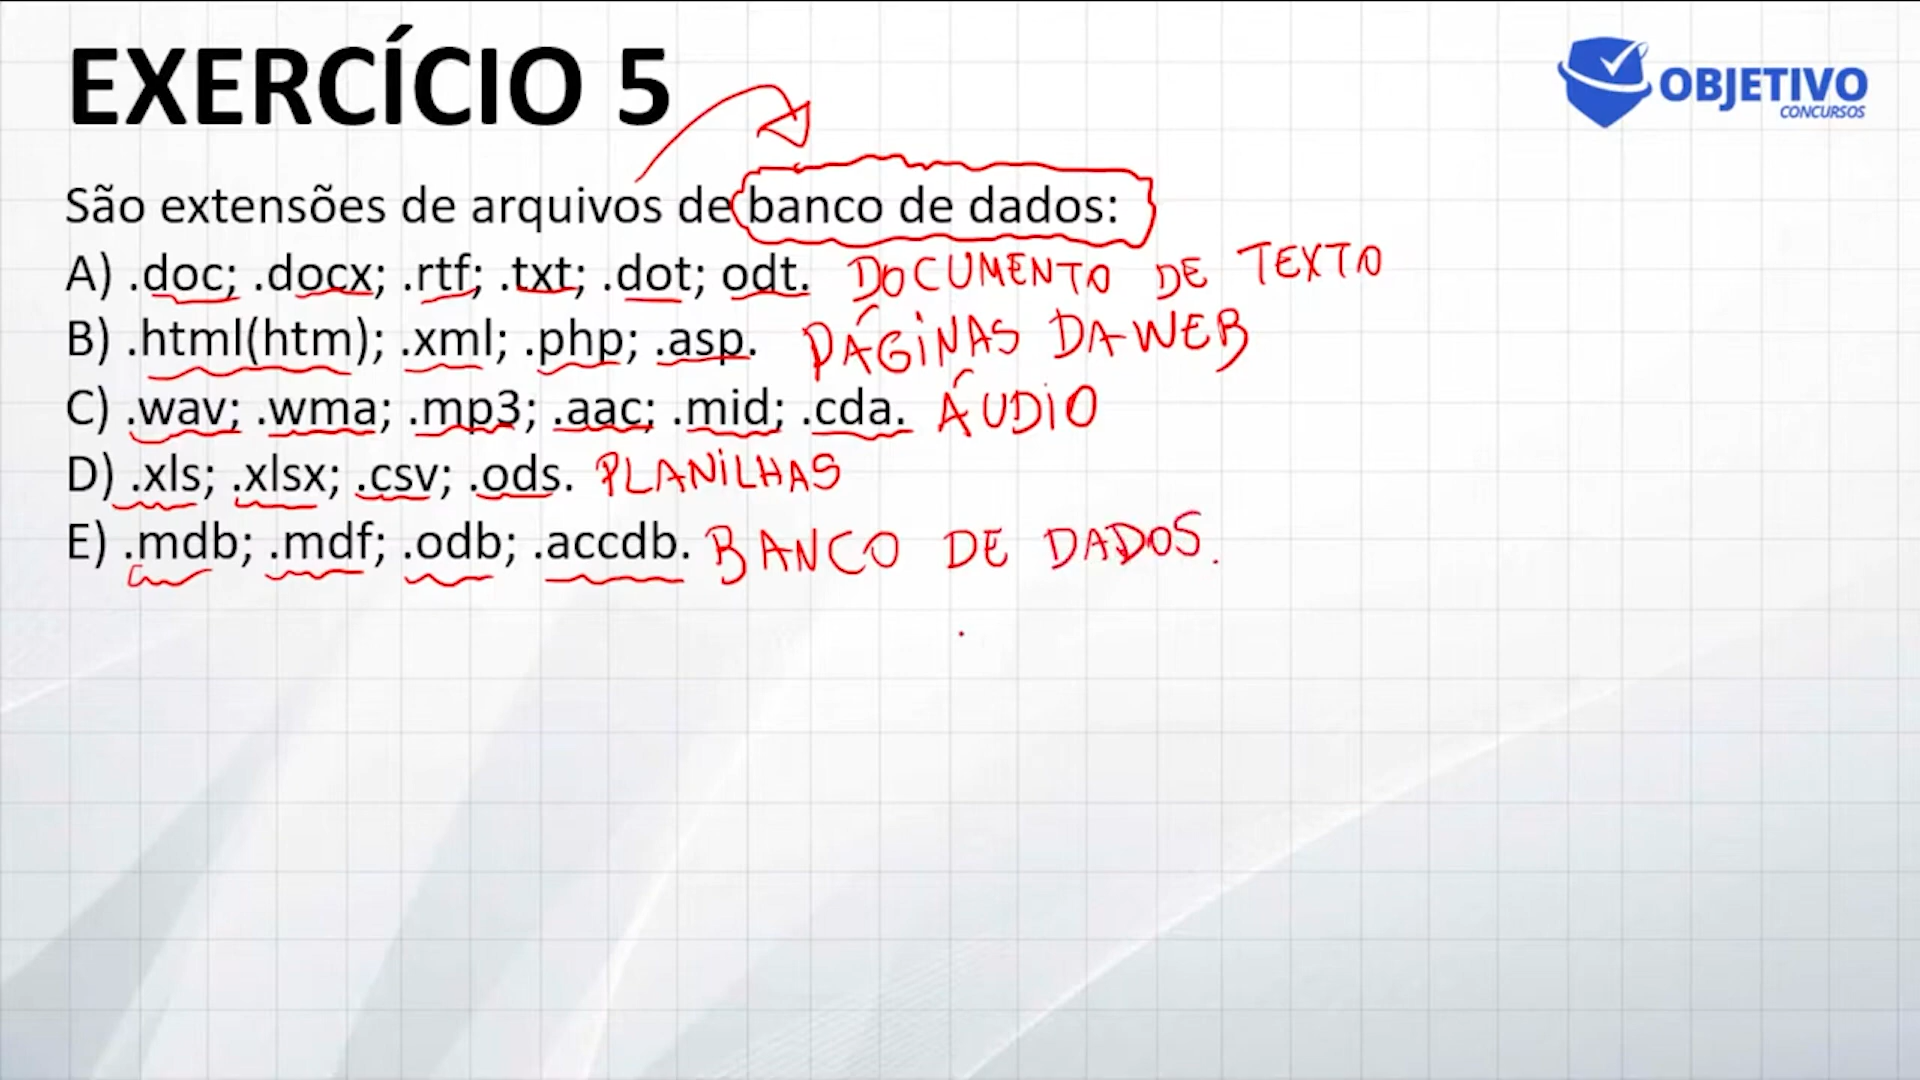 EXERCÍCIO 5
OBJETIVO
CONCURSOS
São extensões de arquivos de banco de dados:
A) .doc; .docx; .rtf; .txt; .dot; odt. DOCUMENTO DE TEXTO
B) .html(htm); .xml; .php; .asp. PÁGINAS DA WEB
C) .wav; .wma; .mp3; .aac; .mid; .cda. ÁUDIO
D) .xls; .xlsx; .csv; .ods. PLANILHAS
E) .mdb; .mdf; .odb; .accdb. BANCO DE DADOS.